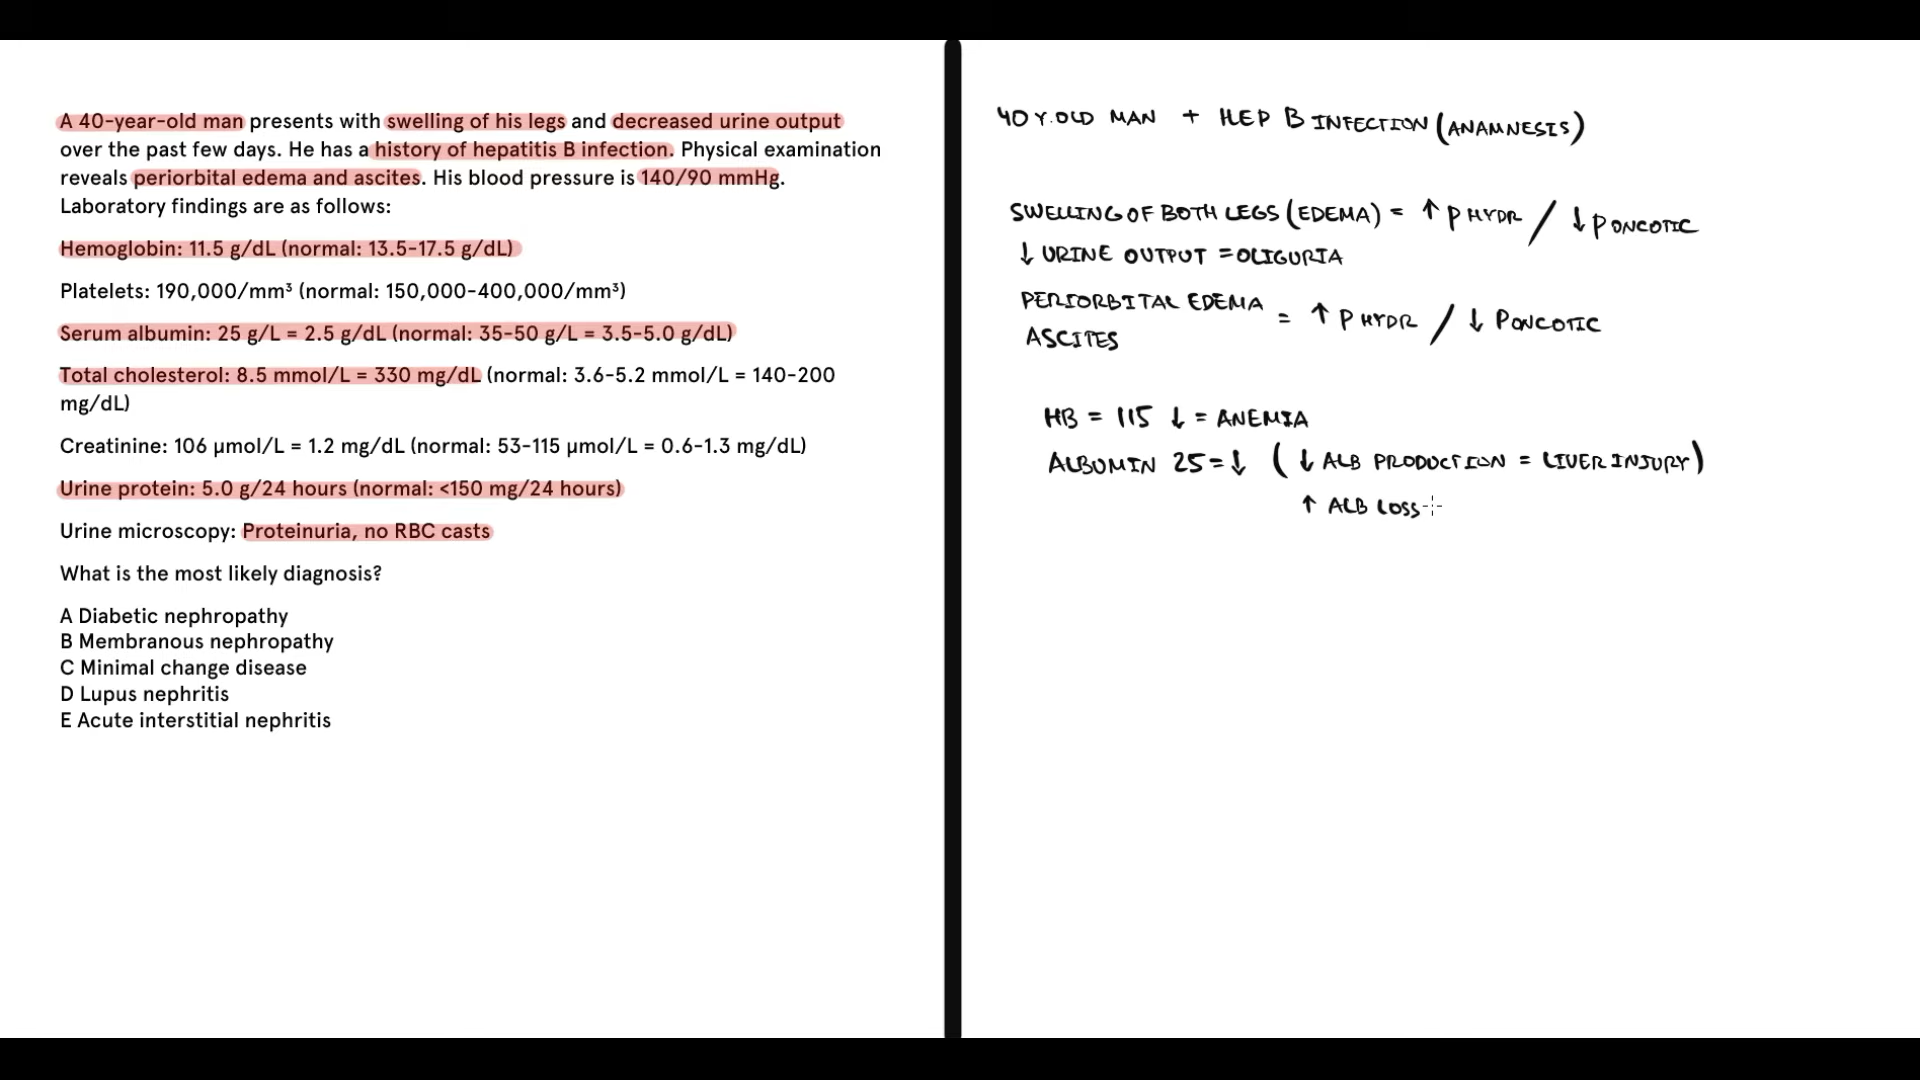 A 40-year-old man presents with swelling of his legs and decreased urine output
over the past few days. He has a history of hepatitis B infection. Physical examination
reveals periorbital edema and ascites. His blood pressure is 140/90 mmHg.
Laboratory findings are as follows:
Hemoglobin: 11.5 g/dL (normal: 13.5-17.5 g/dL)
Platelets: 190,000/mm³ (normal: 150,000-400,000/mm³)
Serum albumin: 25 g/L = 2.5 g/dL (normal: 35-50 g/L = 3.5-5.0 g/dL)
Total cholesterol: 8.5 mmol/L = 330 mg/dL (normal: 3.6-5.2 mmol/L = 140-200
mg/dL)
Creatinine: 106 µmol/L = 1.2 mg/dL (normal: 53-115 µmol/L = 0.6-1.3 mg/dL)
Urine protein: 5.0 g/24 hours (normal: <150 mg/24 hours)
Urine microscopy: Proteinuria, no RBC casts
What is the most likely diagnosis?
A Diabetic nephropathy
B Membranous nephropathy
C Minimal change disease
D Lupus nephritis
E Acute interstitial nephritis
40 Y.OLD MAN + HEP B INFECTION (ANAMNESIS)
SWELLING OF BOTH LEGS (EDEMA) = ↑ P HYDR / ↓ P ONCOTIC
↓ URINE OUTPUT = OLIGURIA
PERIORBITAL EDEMA
ASCITES = ↑ P HYDR / ↓ P ONCOTIC
HB = 115 ↓ = ANEMIA
ALBUMIN 25 = ↓ (↓ ALB PRODUCTION = LIVER INJURY)
↑ ALB LOSS -